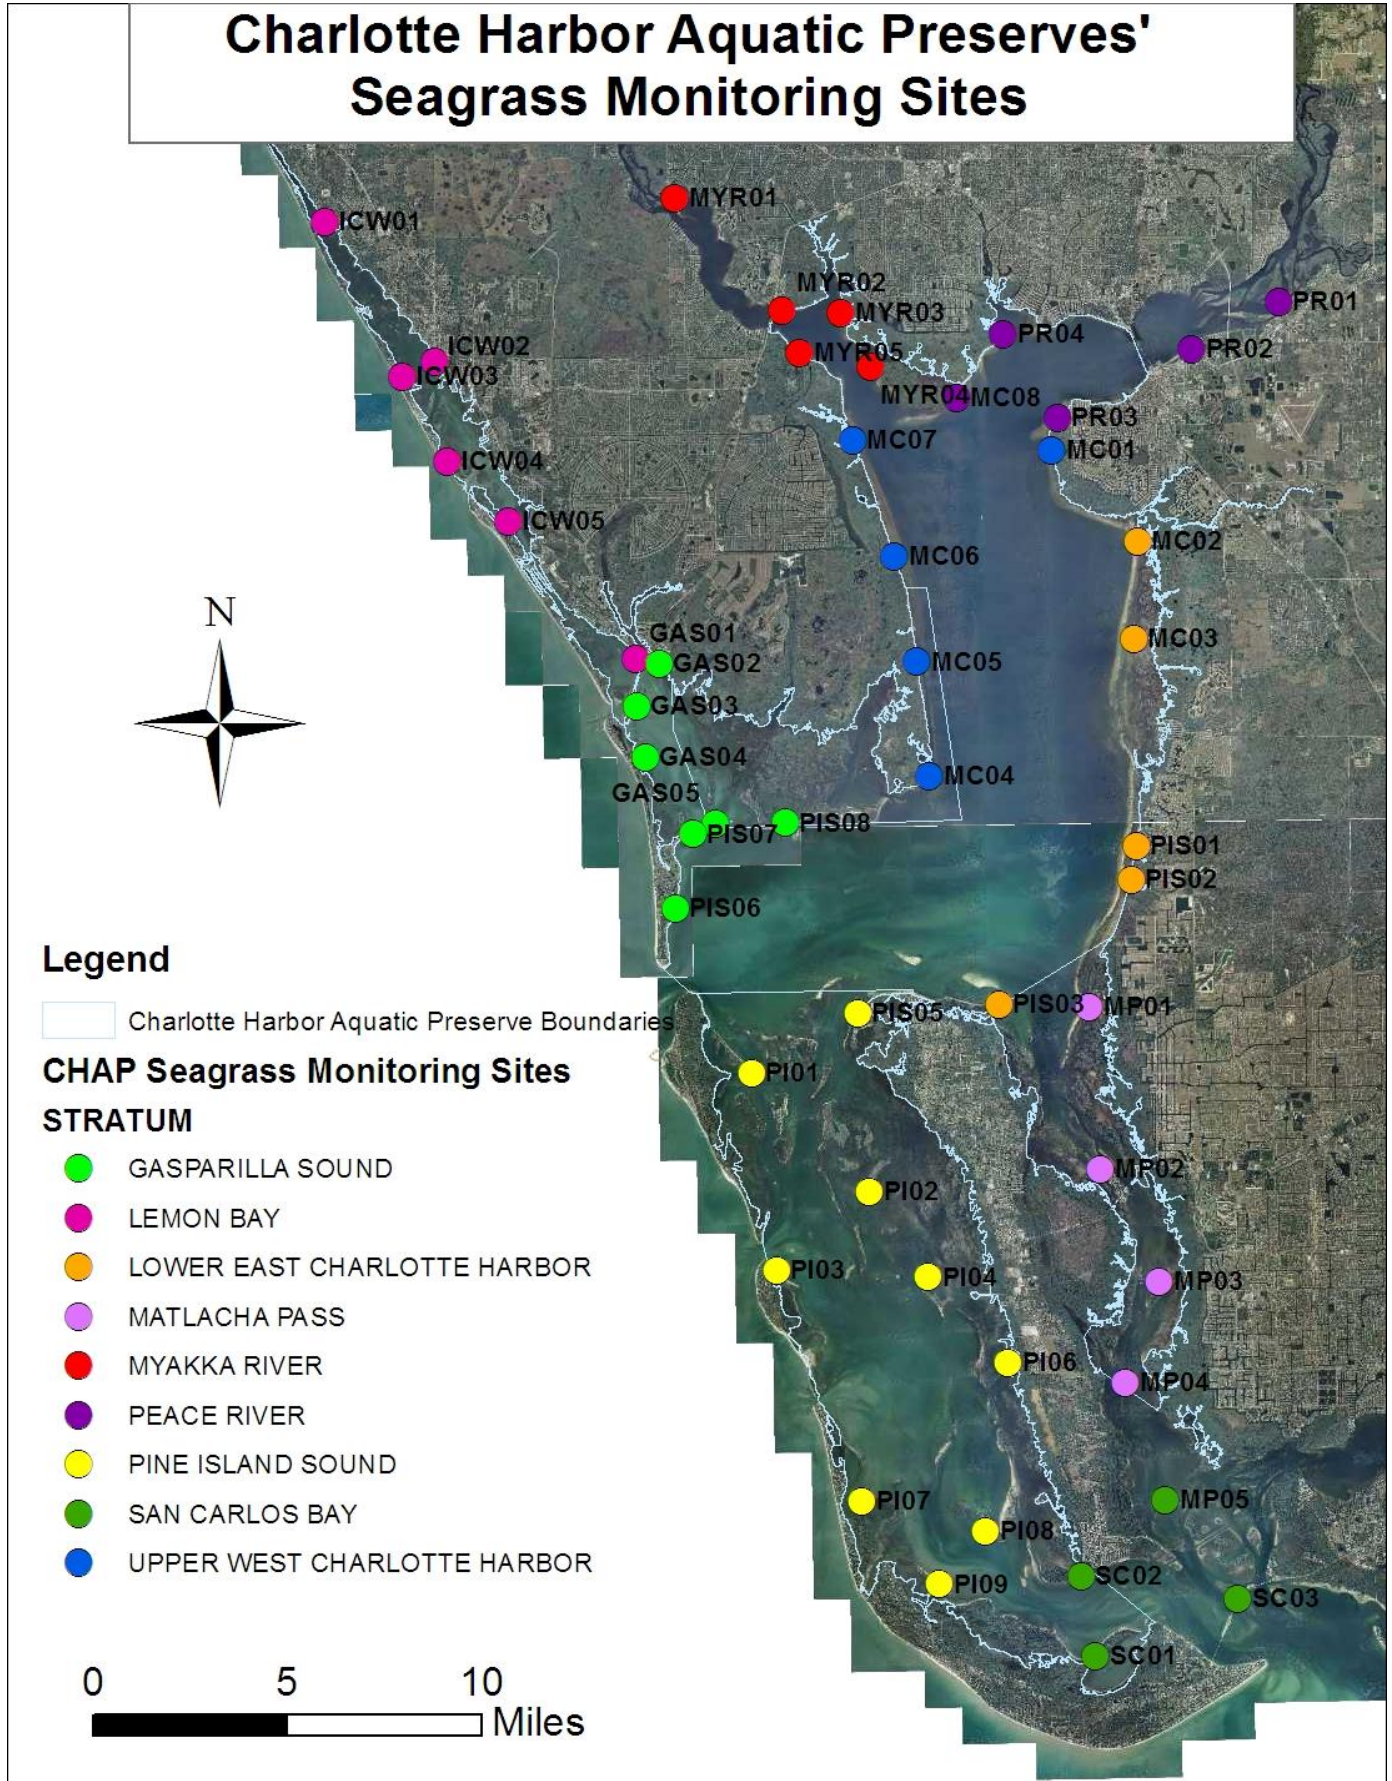 Charlotte Harbor Aquatic Preserves'
Seagrass Monitoring Sites
MYR01
ICW01
MYR02
PR01
MYR03
PR04
ICW02
PR02
MYR05
ICW03
MYR04
MC08
PR03
MC07
MC01
ICW04
ICW05
MC02
MC06
N
GAS01
MC03
GAS02
MC05
GAS03
GAS04
MC04
GAS05
PIS08
PIS07
PIS01
PIS02
PIS06
Legend
PIS03
MP01
PIS05
Charlotte Harbor Aquatic Preserve Boundaries
CHAP Seagrass Monitoring Sites
PI01
STRATUM
GASPARILLA SOUND
MP02
PI02
LEMON BAY
LOWER EAST CHARLOTTE HARBOR
PI03
PI04
MP03
MATLACHA PASS
MYAKKA RIVER
PI06
MP04
PEACE RIVER
PINE ISLAND SOUND
PI07
MP05
SAN CARLOS BAY
PI08
UPPER WEST CHARLOTTE HARBOR
SC02
PI09
SC03
SC01
0 5 10
Miles